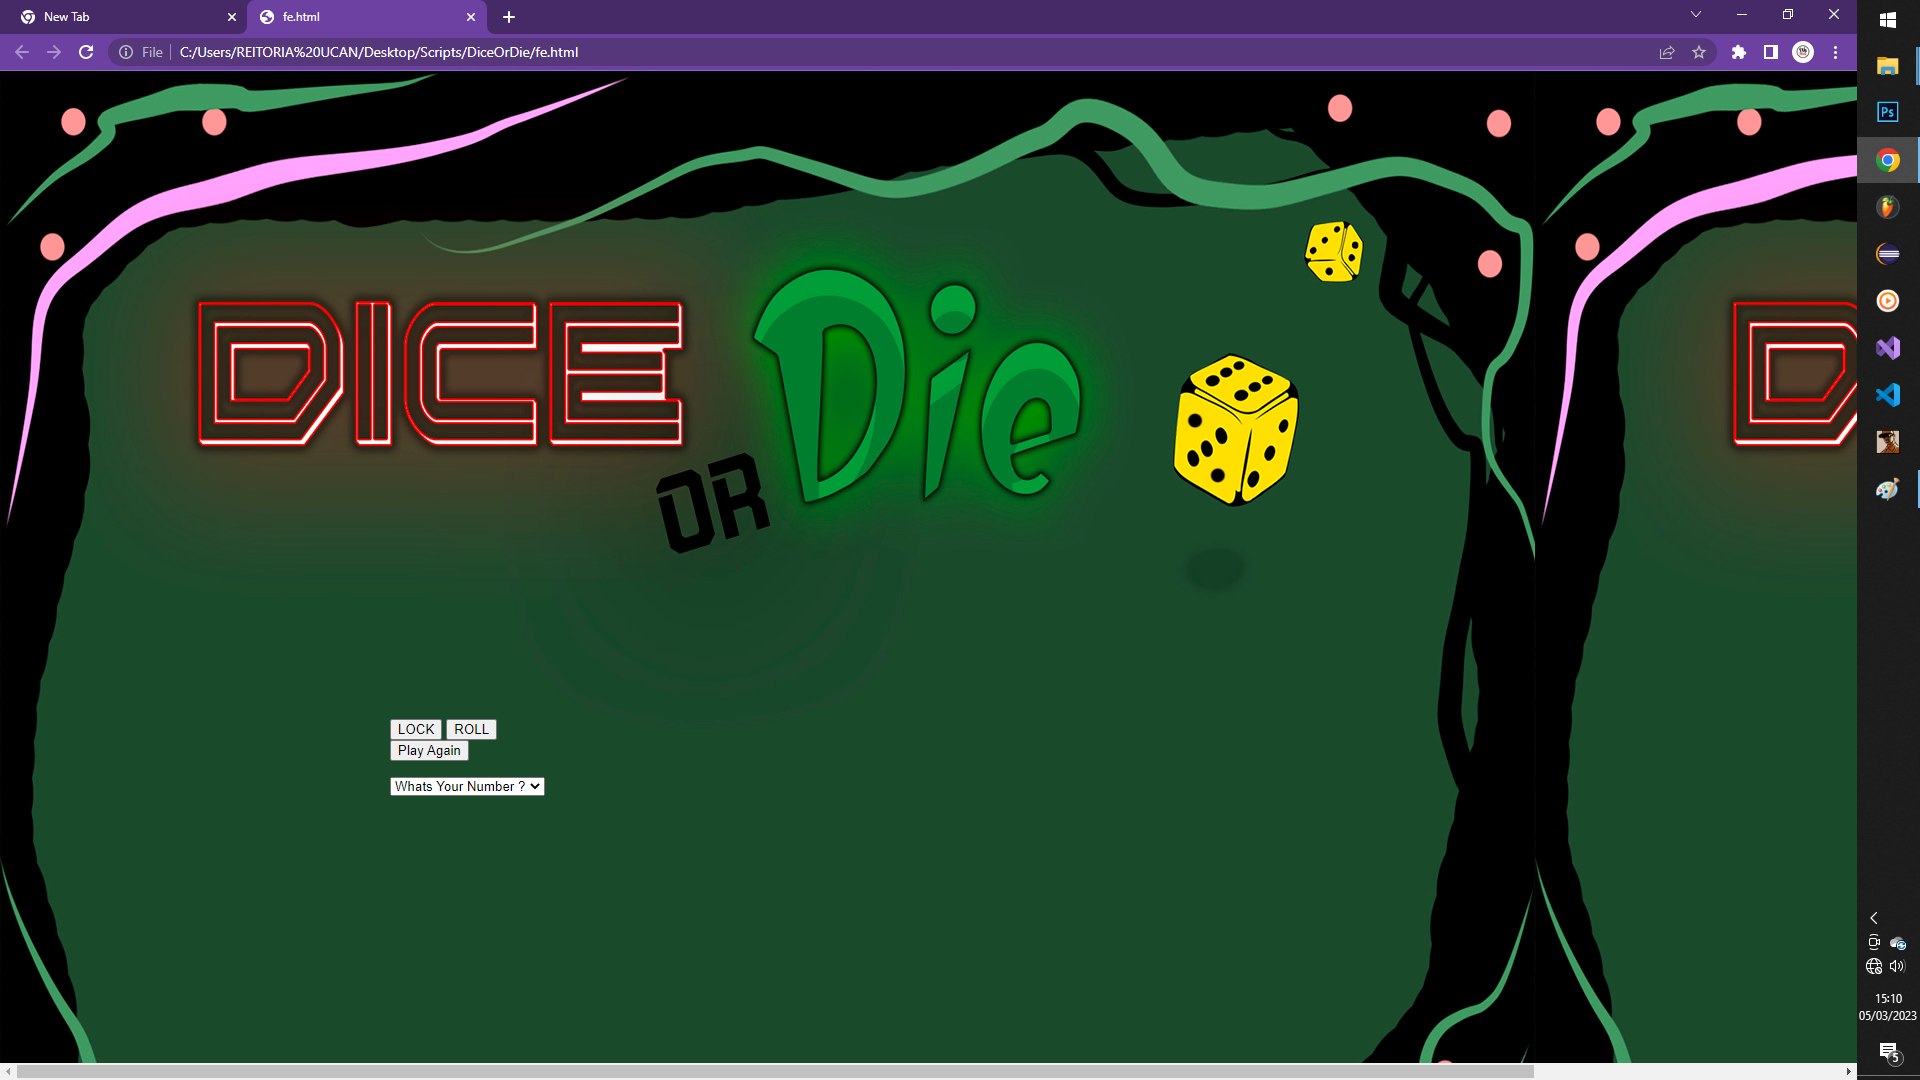 New Tab
fe.html
File
C:/Users/REITORIA%20UCAN/Desktop/Scripts/DiceOrDie/fe.html
Ps
DICE
OR
Die
D
LOCK
ROLL
Play Again
Whats Your Number ?
15:10
05/03/2023
5